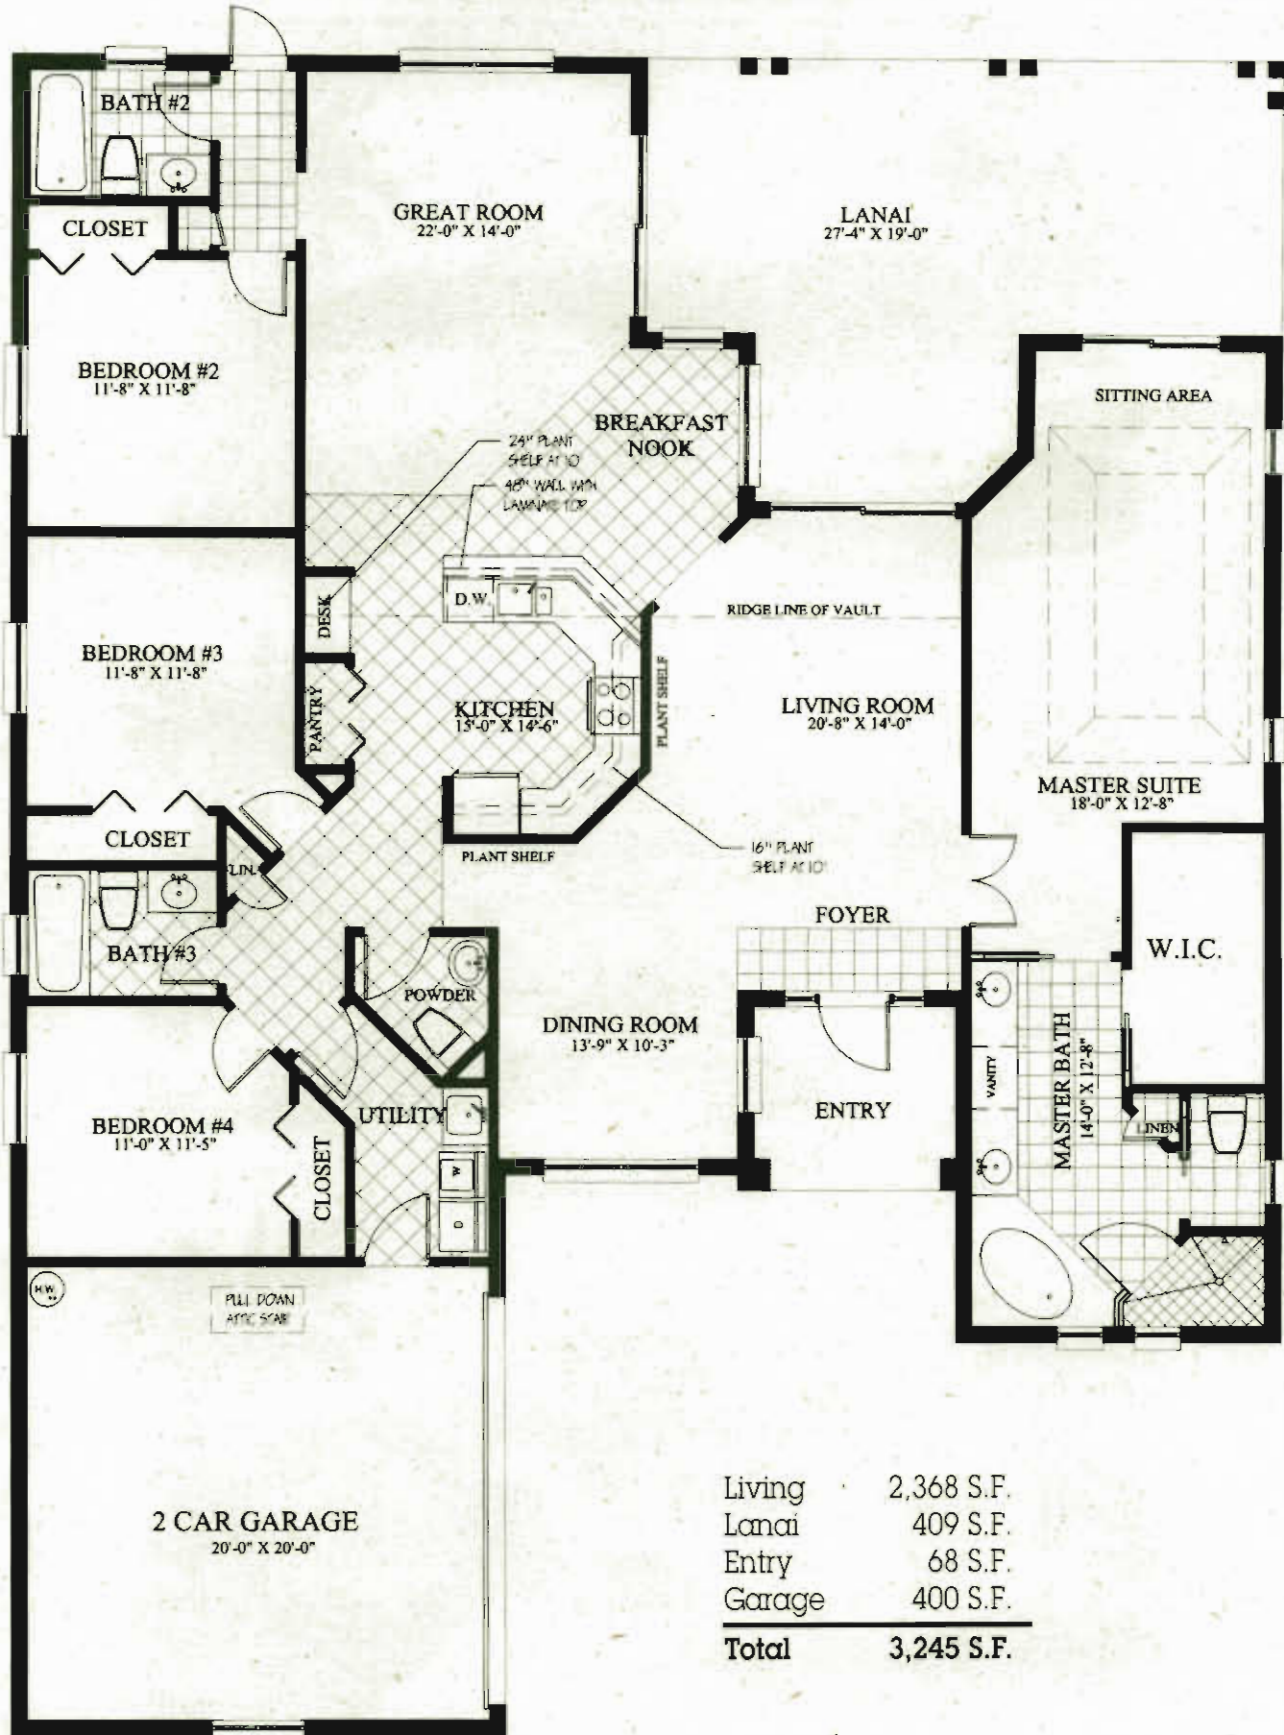 BATH #2
CLOSET
GREAT ROOM
22'-0" X 14'-0"
LANAI
27'-4" X 19'-0"
BEDROOM #2
11'-8" X 11'-8"
SITTING AREA
BREAKFAST
NOOK
24" PLANT
SHELF AT 10'
48" WALL WITH
LAMINATE TOP
D.W.
DESK
RIDGE LINE OF VAULT
BEDROOM #3
11'-8" X 11'-8"
PANTRY
KITCHEN
15'-0" X 14'-6"
PLANT SHELF
LIVING ROOM
20'-8" X 14'-0"
MASTER SUITE
18'-0" X 12'-8"
CLOSET
PLANT SHELF
16" PLANT
SHELF AT 10'
LIN.
FOYER
BATH #3
W.I.C.
POWDER
DINING ROOM
13'-9" X 10'-3"
VANITY
MASTER BATH
14'-0" X 12'-8"
BEDROOM #4
11'-0" X 11'-5"
UTILITY
ENTRY
LINEN
CLOSET
W
H.W.
PULL DOWN
ATTIC STAIR
2 CAR GARAGE
20'-0" X 20'-0"
Living 2,368 S.F.
Lanai 409 S.F.
Entry 68 S.F.
Garage 400 S.F.
Total 3,245 S.F.